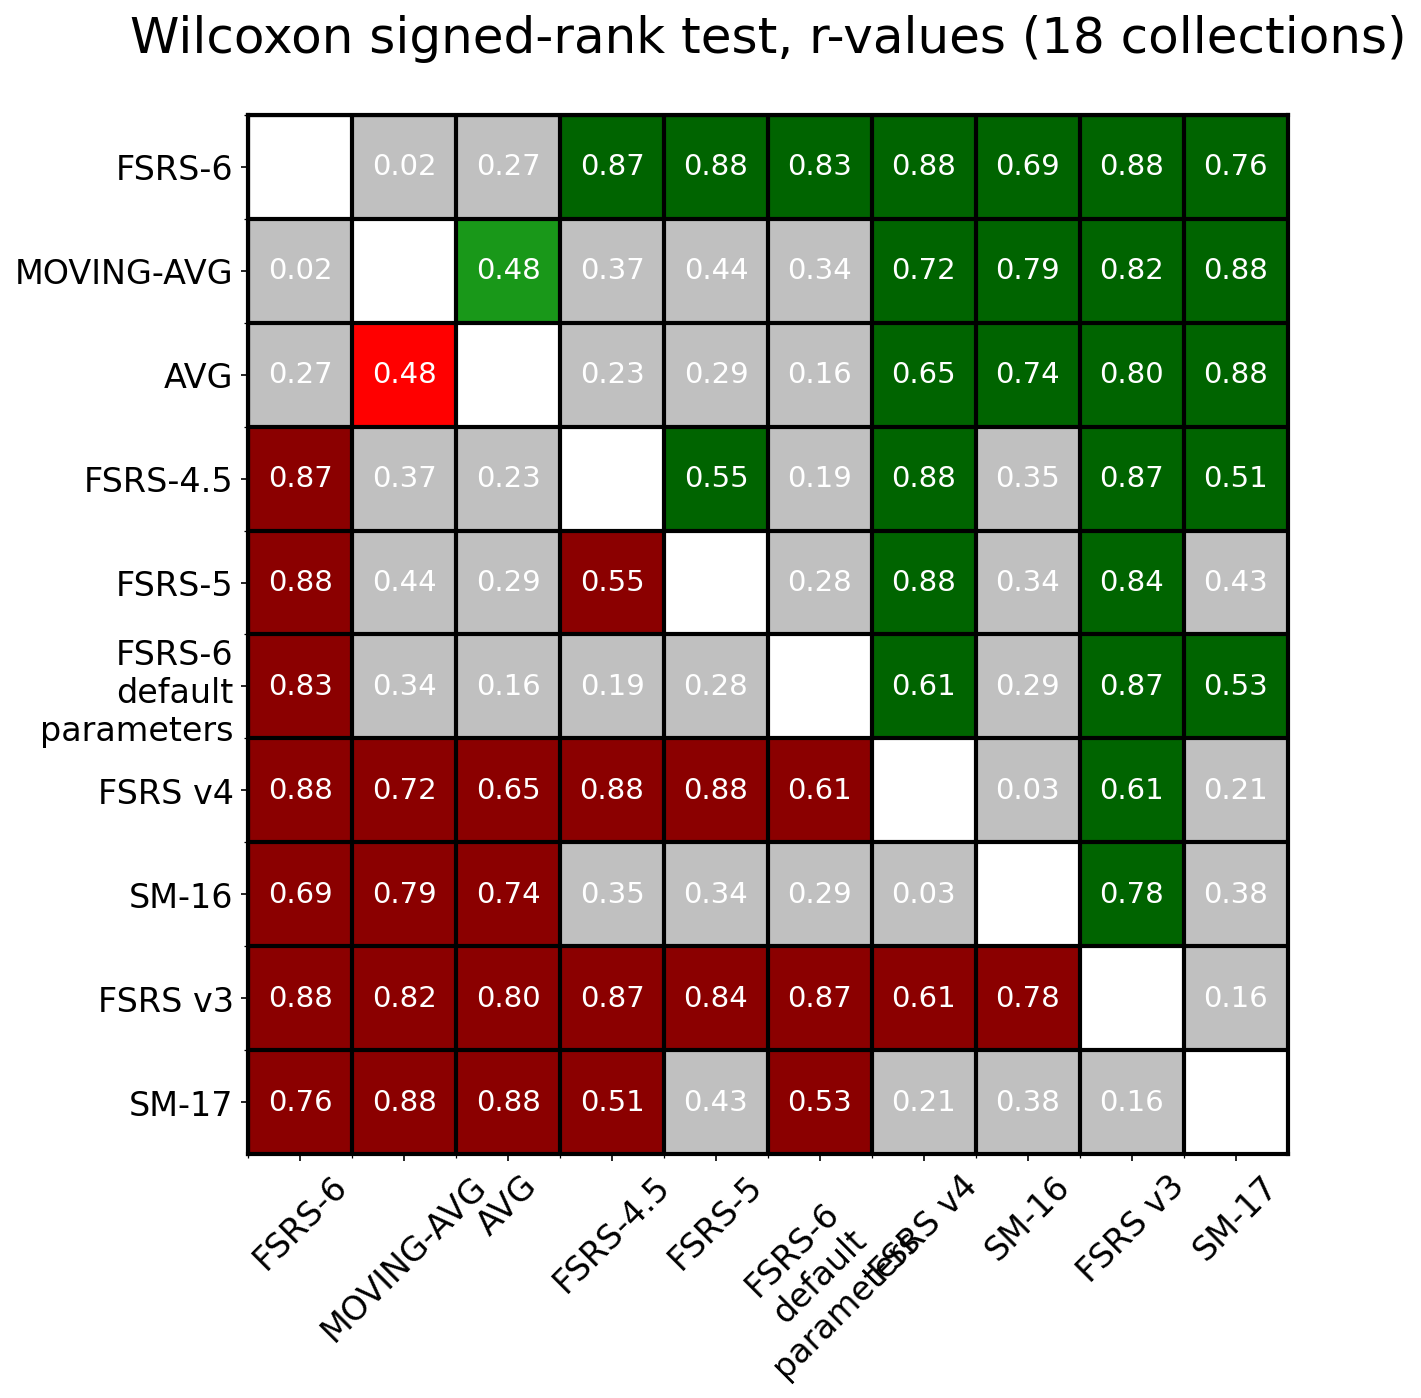 Wilcoxon signed-rank test, r-values (18 collections)
FSRS-6 0.02 0.27 0.87 0.88 0.83 0.88 0.69 0.88 0.76
MOVING-AVG 0.02 0.48 0.37 0.44 0.34 0.72 0.79 0.82 0.88
AVG 0.27 0.48 0.23 0.29 0.16 0.65 0.74 0.80 0.88
FSRS-4.5 0.87 0.37 0.23 0.55 0.19 0.88 0.35 0.87 0.51
FSRS-5 0.88 0.44 0.29 0.55 0.28 0.88 0.34 0.84 0.43
FSRS-6
default
parameters
0.83 0.34 0.16 0.19 0.28 0.61 0.29 0.87 0.53
FSRS v4 0.88 0.72 0.65 0.88 0.88 0.61 0.03 0.61 0.21
SM-16 0.69 0.79 0.74 0.35 0.34 0.29 0.03 0.78 0.38
FSRS v3 0.88 0.82 0.80 0.87 0.84 0.87 0.61 0.78 0.16
SM-17 0.76 0.88 0.88 0.51 0.43 0.53 0.21 0.38 0.16
FSRS-6
MOVING-AVG
AVG
FSRS-4.5
FSRS-5
FSRS-6
default
parameters
FSRS v4
SM-16
FSRS v3
SM-17